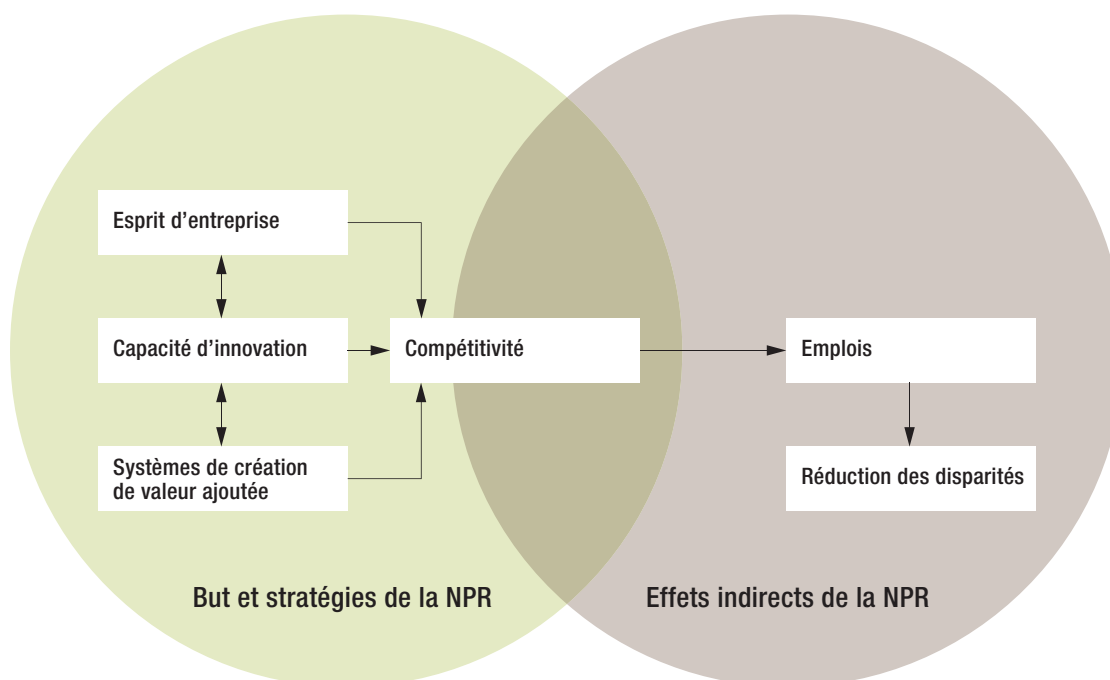 Esprit d’entreprise
Capacité d’innovation
Compétitivité
Emplois
Systèmes de création
de valeur ajoutée
Réduction des disparités
But et stratégies de la NPR
Effets indirects de la NPR